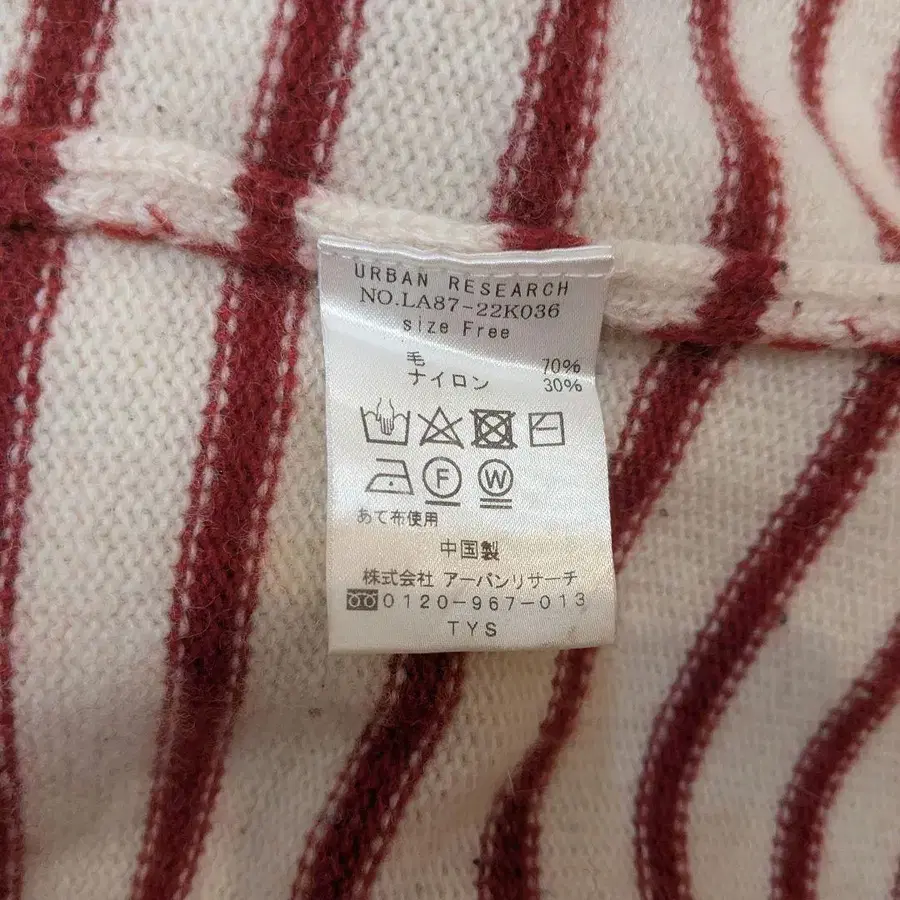 URBAN RESEARCH
NO.LA87-22K036
size Free
毛 70%
ナイロン 30%
F W
あて布使用
中国製
株式会社 アーバンリサーチ
0120-967-013
TYS